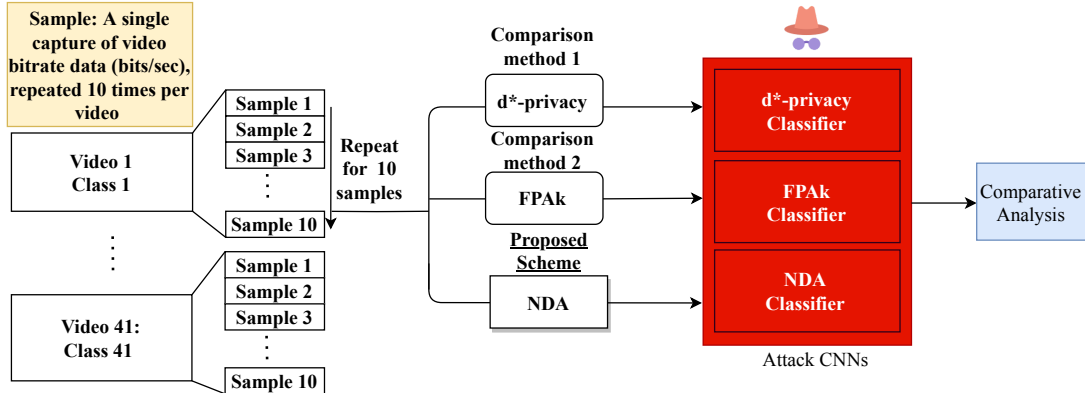 Sample: A single
capture of video
bitrate data (bits/sec),
repeated 10 times per
video
Video 1
Class 1
Sample 1
Sample 2
Sample 3
Sample 10
Video 41:
Class 41
Sample 1
Sample 2
Sample 3
Sample 10
Repeat
for 10
samples
Comparison
method 1
d*-privacy
Comparison
method 2
FPAk
Proposed
Scheme
NDA
d*-privacy
Classifier
FPAk
Classifier
NDA
Classifier
Attack CNNs
Comparative
Analysis